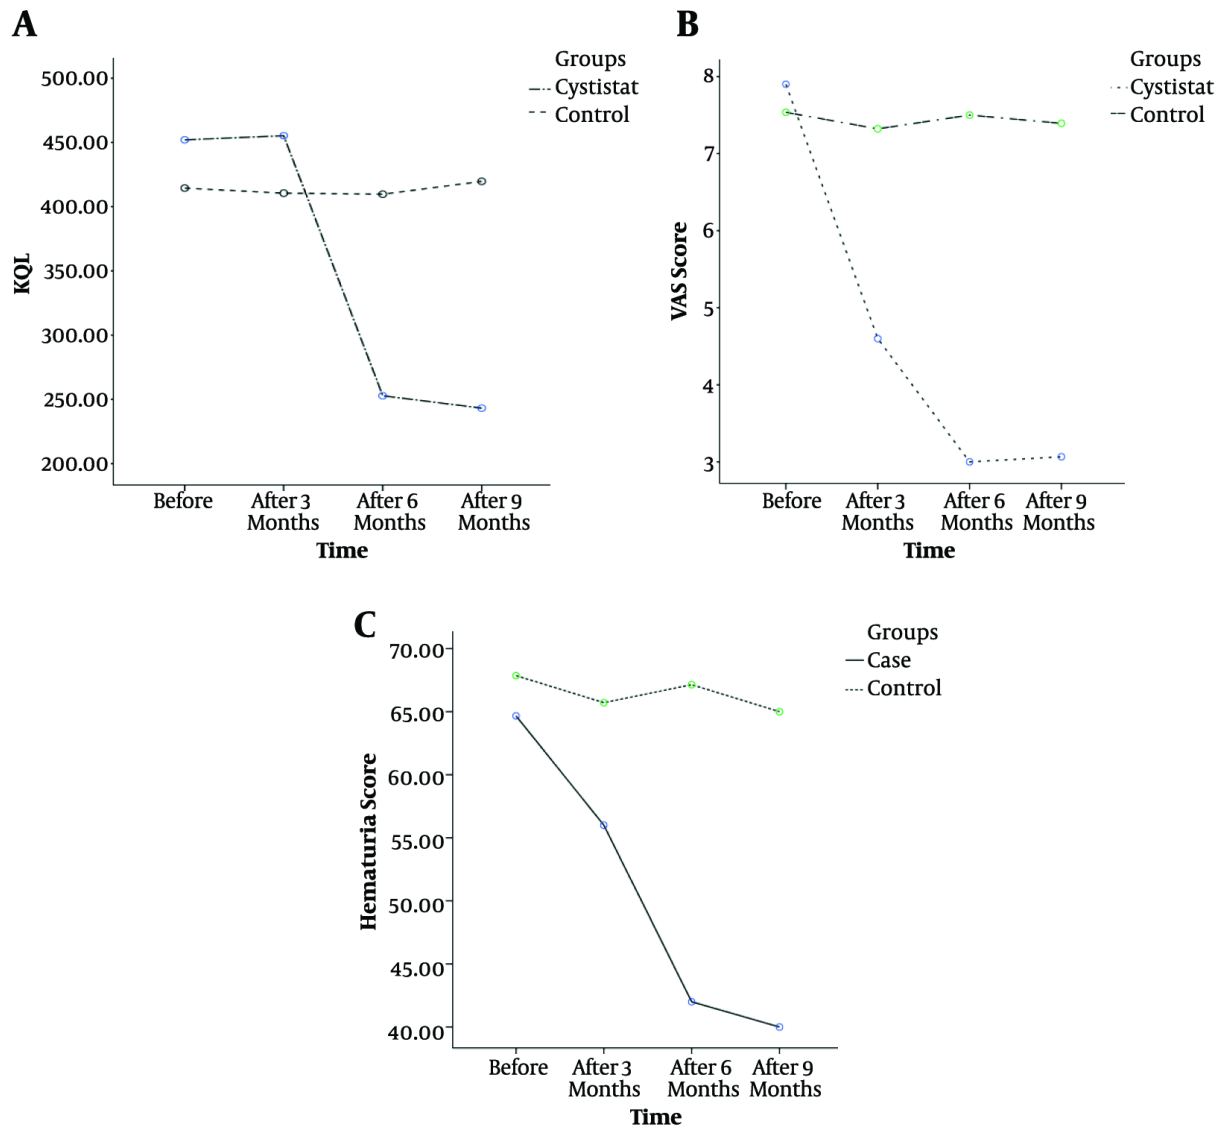 A
Groups
Cystistat
Control
500.00
450.00
400.00
350.00
300.00
250.00
200.00
KQL
Before
After 3
Months
After 6
Months
After 9
Months
Time
B
Groups
Cystistat
Control
8
7
6
5
4
3
VAS Score
Before
After 3
Months
After 6
Months
After 9
Months
Time
C
Groups
Case
Control
70.00
65.00
60.00
55.00
50.00
45.00
40.00
Hematuria Score
Before
After 3
Months
After 6
Months
After 9
Months
Time